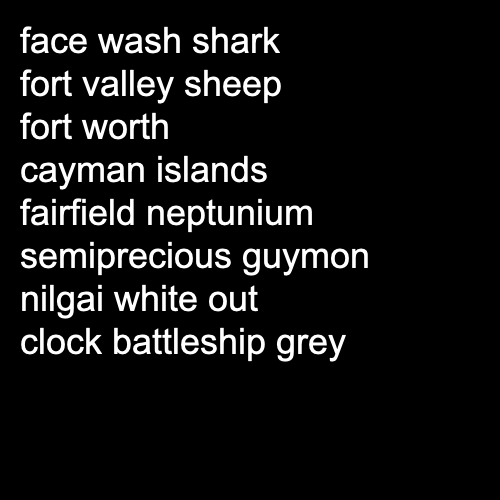 face wash shark
fort valley sheep
fort worth
cayman islands
fairfield neptunium
semiprecious guymon
nilgai white out
clock battleship grey